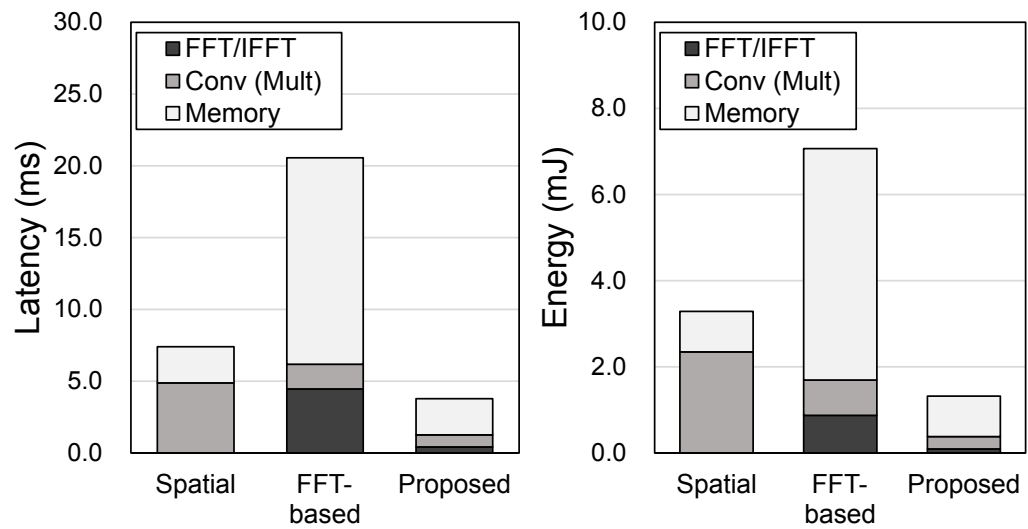 30.0
25.0
20.0
15.0
10.0
5.0
0.0
Latency (ms)
FFT/IFFT
Conv (Mult)
Memory
Spatial
FFT-
based
Proposed
10.0
8.0
6.0
4.0
2.0
0.0
Energy (mJ)
FFT/IFFT
Conv (Mult)
Memory
Spatial
FFT-
based
Proposed